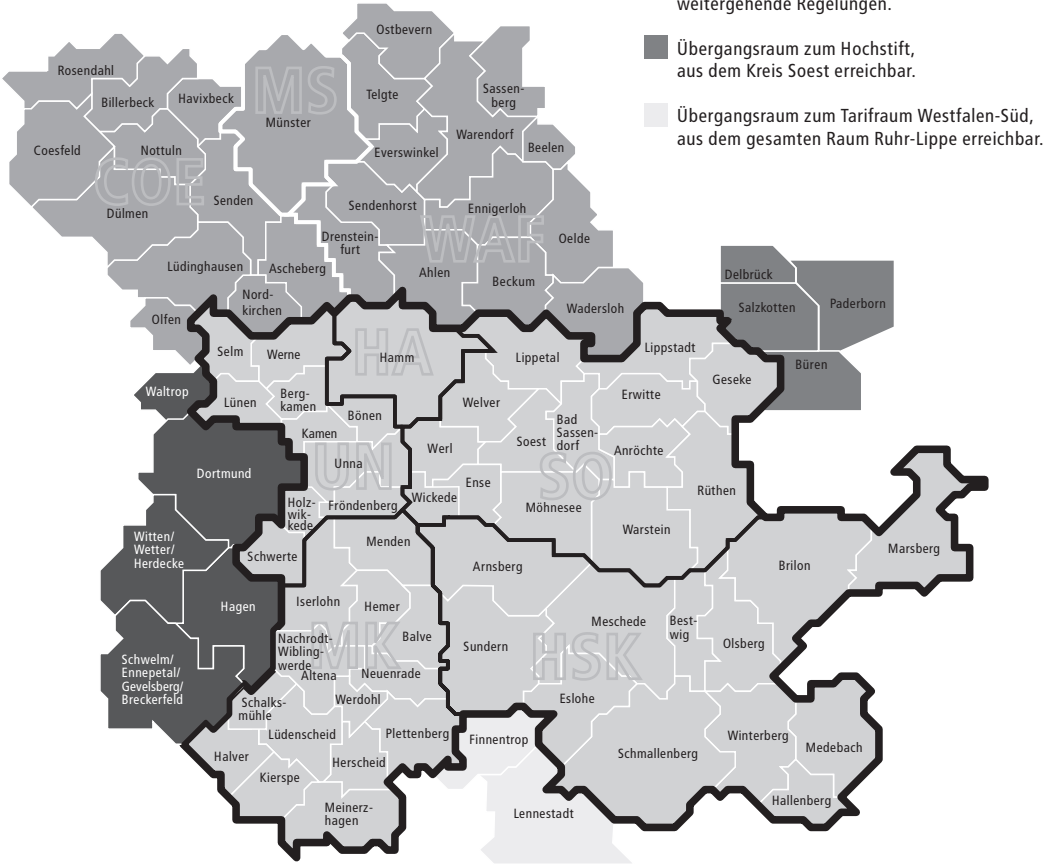 weitergehende Regelungen.
Übergangsraum zum Hochstift,
aus dem Kreis Soest erreichbar.
Übergangsraum zum Tarifraum Westfalen-Süd,
aus dem gesamten Raum Ruhr-Lippe erreichbar.
Ostbevern
Rosendahl
Billerbeck
Havixbeck
MS
Telgte
Sassen-
berg
Münster
Coesfeld
Nottuln
Everswinkel
Warendorf
Beelen
COE
Dülmen
Senden
Sendenhorst
Ennigerloh
WAF
Drenstein-
furt
Oelde
Lüdinghausen
Ascheberg
Ahlen
Beckum
Delbrück
Nord-
kirchen
Olfen
Wadersloh
Salzkotten
Paderborn
Selm
Werne
HA
Hamm
Lippetal
Lippstadt
Büren
Waltrop
Lünen
Berg-
kamen
Bönen
Welver
Erwitte
Geseke
Kamen
Werl
Soest
Bad
Sassen-
dorf
Anröchte
Dortmund
UN
Unna
SO
Ense
Wickede
Möhnesee
Rüthen
Holz-
wik-
kede
Fröndenberg
Warstein
Witten/
Wetter/
Herdecke
Schwerte
Menden
Arnsberg
Brilon
Marsberg
Hagen
Iserlohn
Hemer
Meschede
Best-
wig
Olsberg
Nachrodt-
Wibling-
werde
MK
Balve
Sundern
HSK
Schwelm/
Ennepetal/
Gevelsberg/
Breckerfeld
Altena
Neuenrade
Werdohl
Eslohe
Schalks-
mühle
Lüdenscheid
Plettenberg
Finnentrop
Winterberg
Medebach
Halver
Herscheid
Schmallenberg
Kierspe
Meinerz-
hagen
Lennestadt
Hallenberg